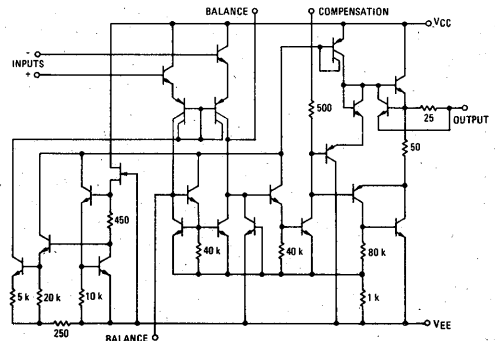 BALANCE
COMPENSATION
VCC
-
INPUTS
+
500
25
OUTPUT
50
450
40 k
40 k
80 k
5 k
20 k
10 k
1 k
250
VEE
BALANCE